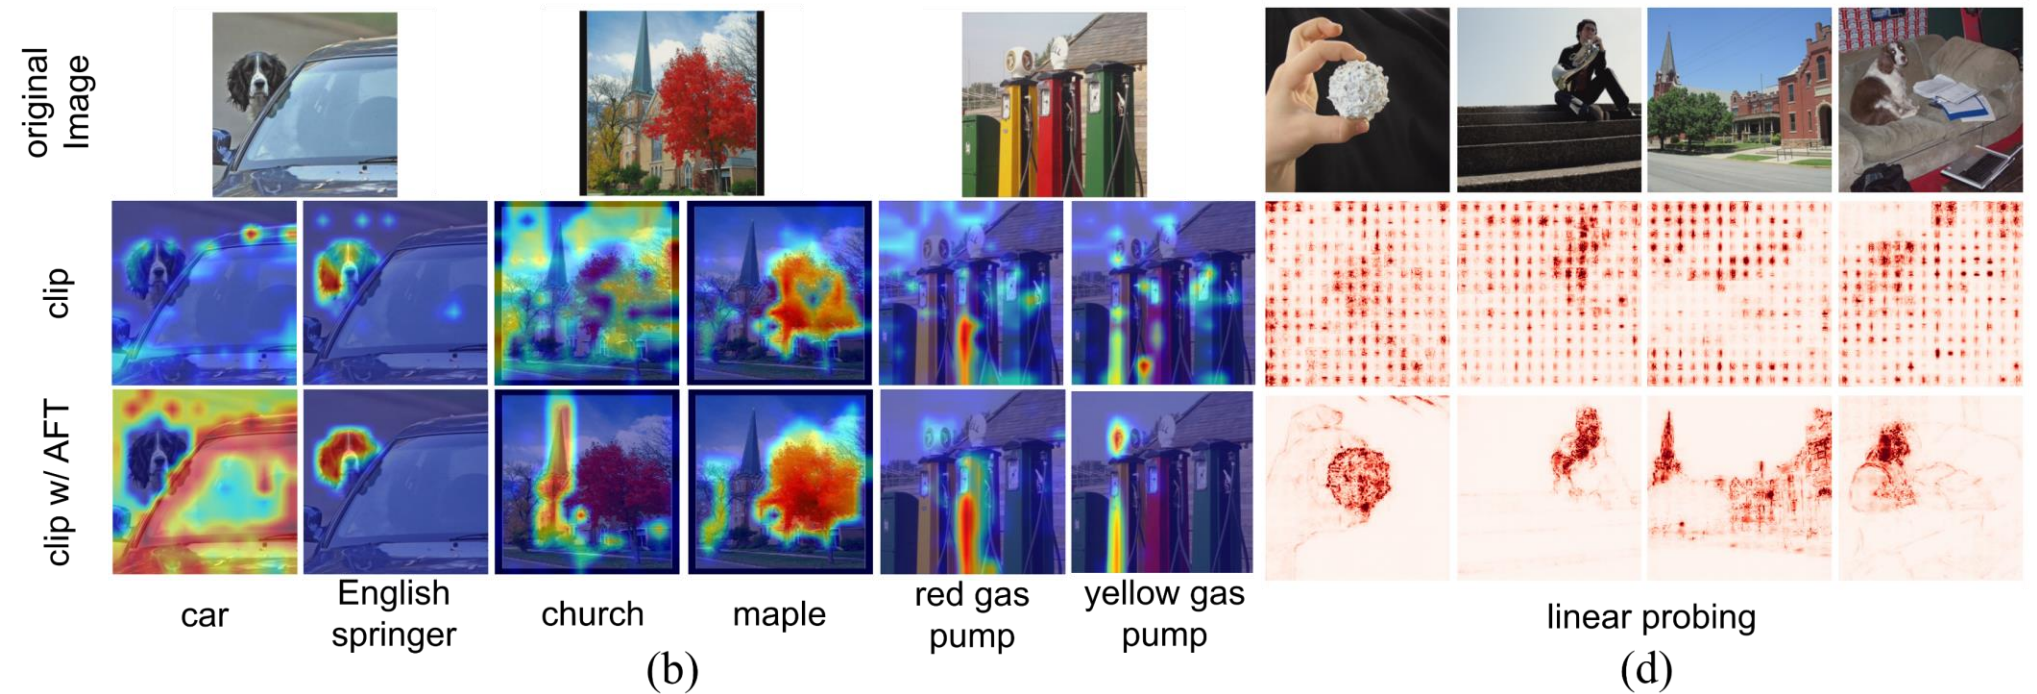 original
Image
clip
clip w/ AFT
car
English
springer
church
maple
red gas
pump
yellow gas
pump
linear probing
(b)
(d)